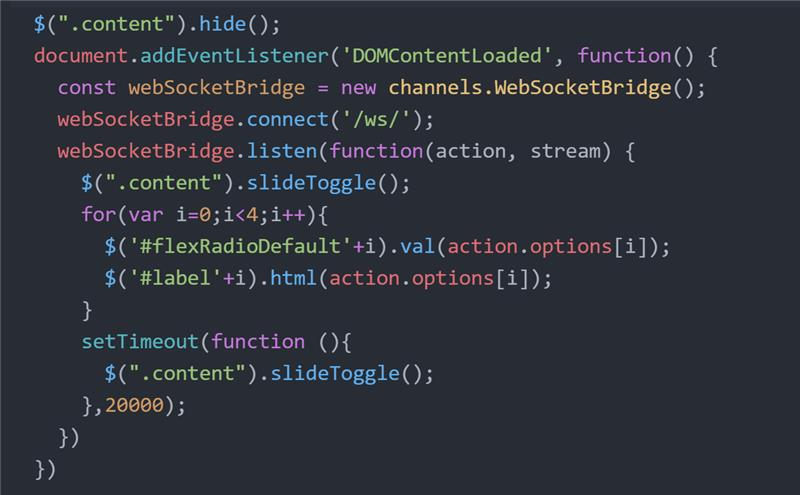 $(".content").hide();
document.addEventListener('DOMContentLoaded', function() {
  const webSocketBridge = new channels.WebSocketBridge();
  webSocketBridge.connect('/ws/');
  webSocketBridge.listen(function(action, stream) {
    $(".content").slideToggle();
    for(var i=0;i<4;i++){
      $('#flexRadioDefault'+i).val(action.options[i]);
      $('#label'+i).html(action.options[i]);
    }
    setTimeout(function (){
      $(".content").slideToggle();
    },20000);
  })
})